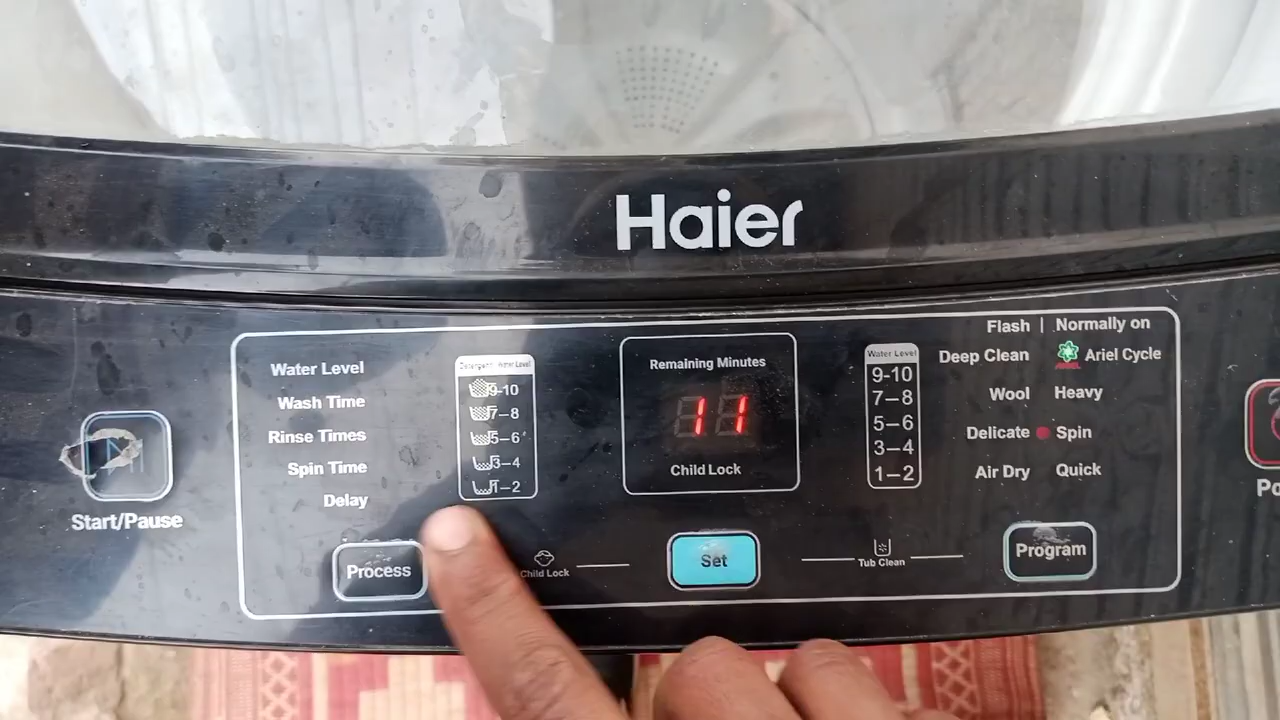 Haier
Start/Pause
Water Level
Wash Time
Rinse Times
Spin Time
Delay
Detergent Water Level
9-10
7-8
5-6
3-4
1-2
Process
Child Lock
Remaining Minutes
11
Child Lock
Set
Water Level
9-10
7-8
5-6
3-4
1-2
Tub Clean
Flash | Normally on
Deep Clean Ariel Cycle
Wool Heavy
Delicate Spin
Air Dry Quick
Program